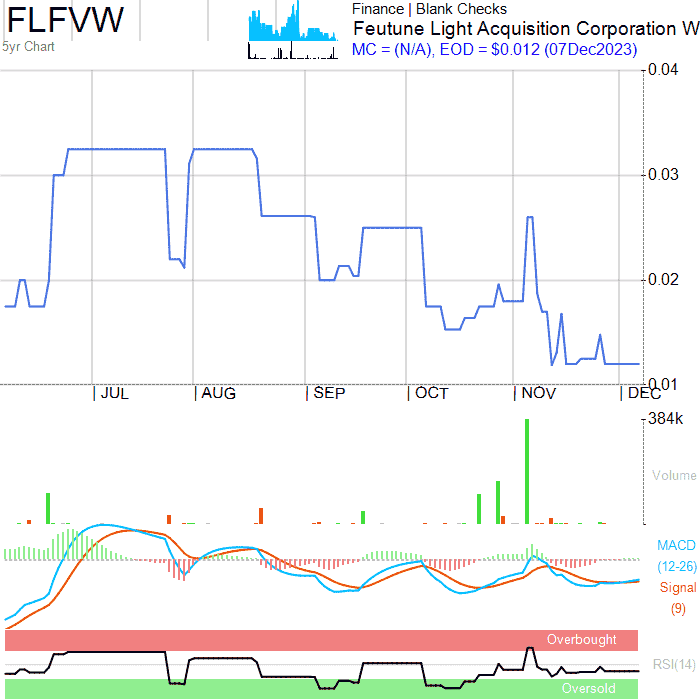 FLFVW
5yr Chart
Finance | Blank Checks
Feutune Light Acquisition Corporation W
MC = (N/A), EOD = $0.012 (07Dec2023)
0.04
0.03
0.02
0.01
JUL
AUG
SEP
OCT
NOV
DEC
384k
Volume
MACD
(12-26)
Signal
(9)
Overbought
RSI(14)
Oversold